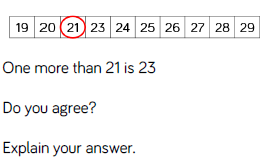 19 20 21 23 24 25 26 27 28 29
One more than 21 is 23
Do you agree?
Explain your answer.